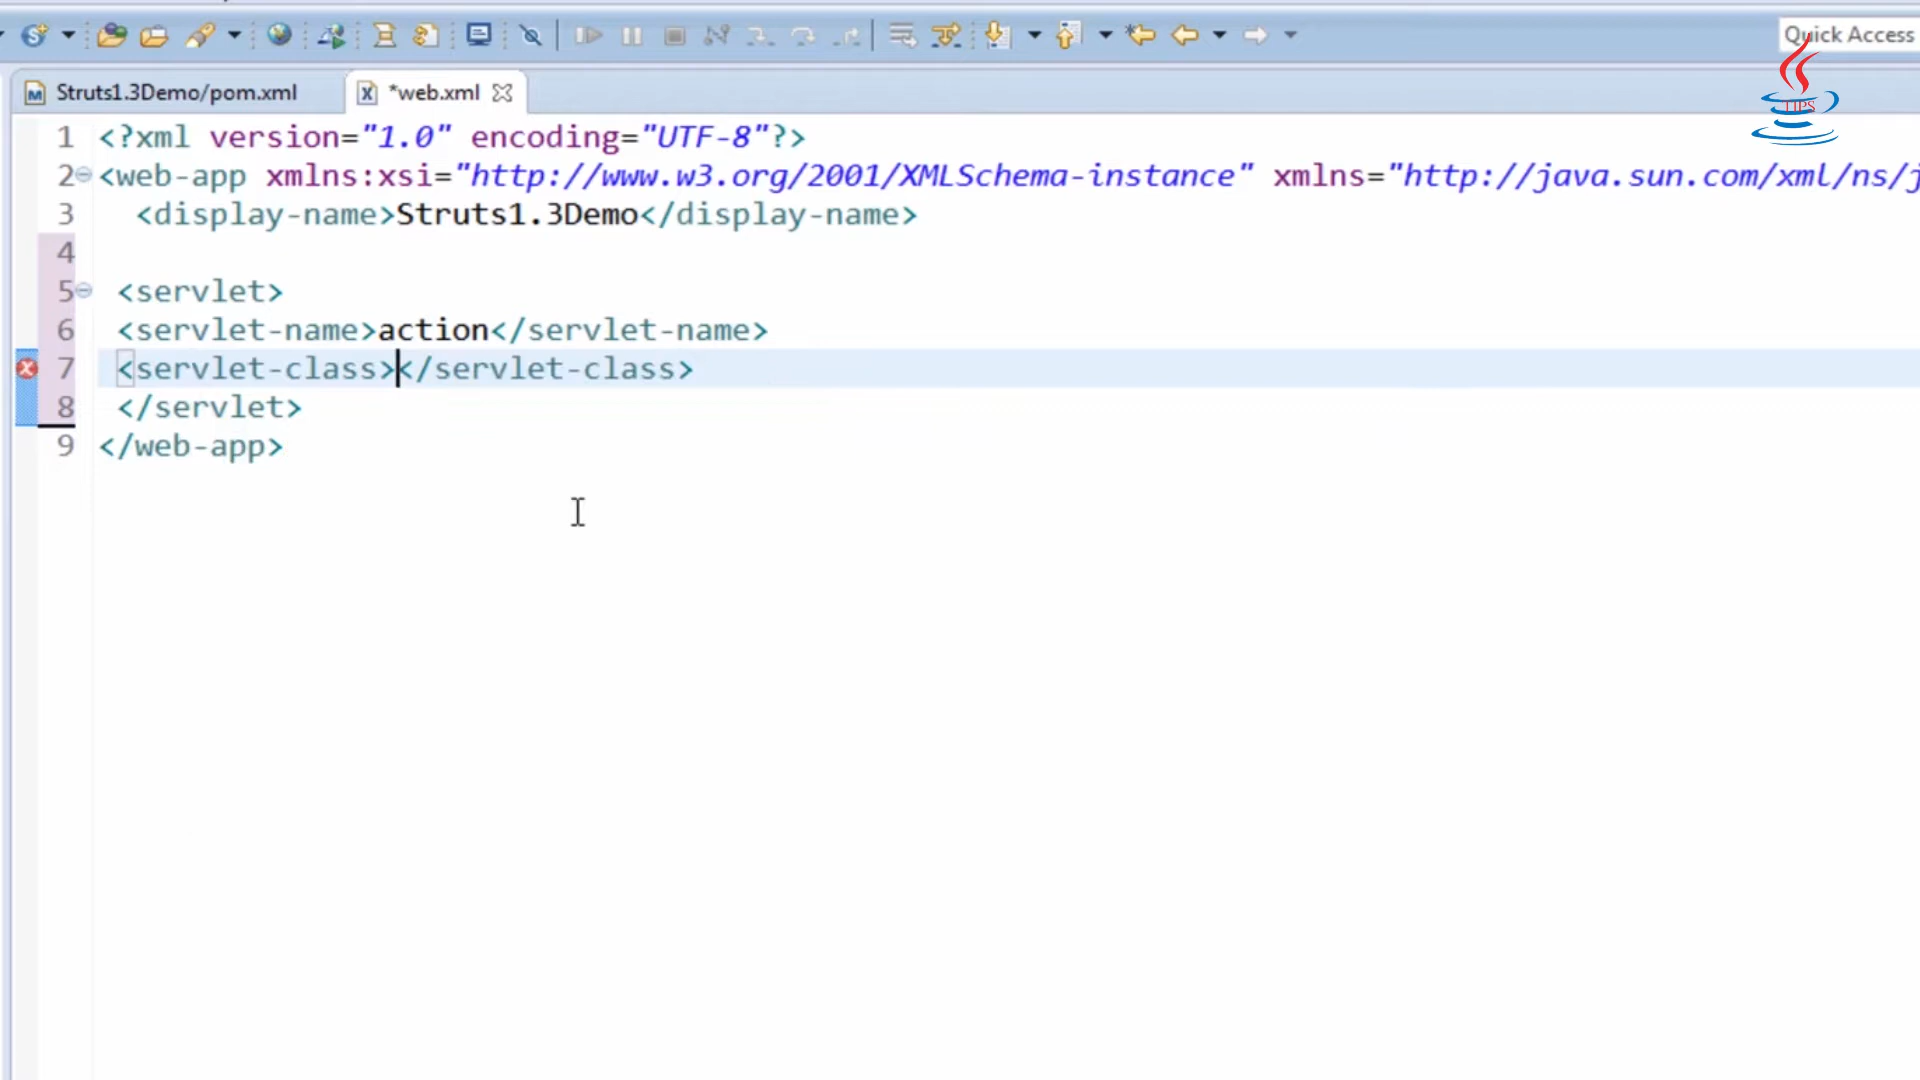 Quick Access
TIPS
Struts1.3Demo/pom.xml
*web.xml
1 <?xml version="1.0" encoding="UTF-8"?>
2 <web-app xmlns:xsi="http://www.w3.org/2001/XMLSchema-instance" xmlns="http://java.sun.com/xml/ns/j
3 <display-name>Struts1.3Demo</display-name>
4
5 <servlet>
6 <servlet-name>action</servlet-name>
7 <servlet-class></servlet-class>
8 </servlet>
9 </web-app>